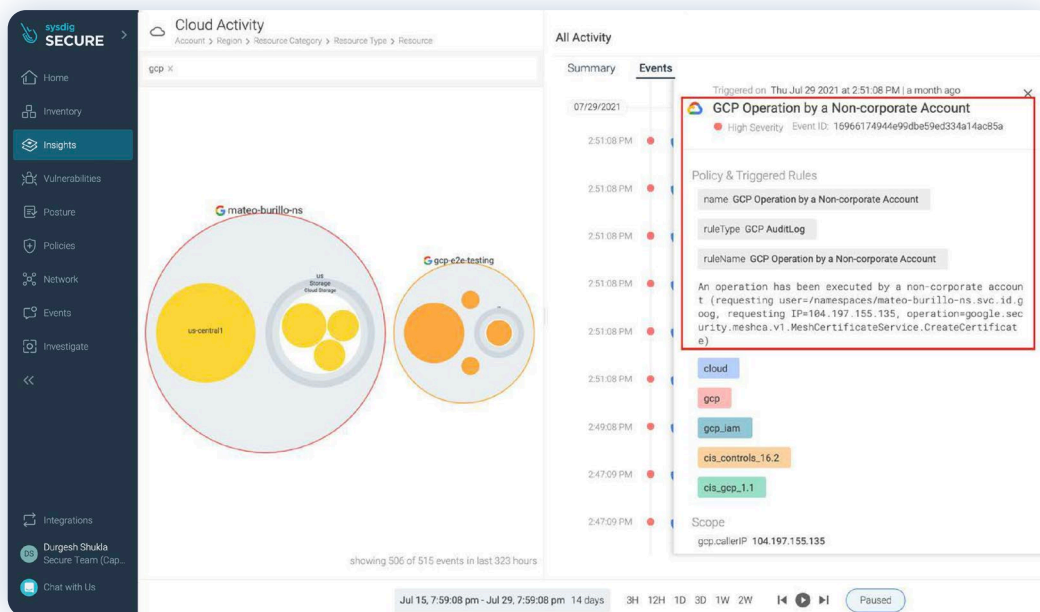 sysdig
SECURE
Home
Inventory
Insights
Vulnerabilities
Posture
Policies
Network
Events
Investigate
Integrations
DS
Durgesh Shukla
Secure Team (Cap...
Chat with Us
Cloud Activity
Account > Region > Resource Category > Resource Type > Resource
gcp ×
mateo-burillo-ns
us-central1
US
Storage
Cloud Storage
gcp-e2e-testing
showing 506 of 515 events in last 323 hours
All Activity
Summary Events
07/29/2021
2:51:08 PM
2:51:08 PM
2:51:08 PM
2:51:08 PM
2:51:08 PM
2:51:08 PM
2:49:08 PM
2:47:09 PM
2:47:09 PM
Triggered on Thu Jul 29 2021 at 2:51:08 PM | a month ago
GCP Operation by a Non-corporate Account
High Severity Event ID: 16966174944e99dbe59ed334a14ac85a
Policy & Triggered Rules
name GCP Operation by a Non-corporate Account
ruleType GCP AuditLog
ruleName GCP Operation by a Non-corporate Account
An operation has been executed by a non-corporate accoun
t (requesting user=/namespaces/mateo-burillo-ns.svc.id.g
oog, requesting IP=104.197.155.135, operation=google.sec
urity.meshca.v1.MeshCertificateService.CreateCertificat
e)
cloud
gcp
gcp_iam
cis_controls_16.2
cis_gcp_1.1
Scope
gcp.callerIP 104.197.155.135
Jul 15, 7:59:08 pm - Jul 29, 7:59:08 pm 14 days
3H 12H 1D 3D 1W 2W
Paused